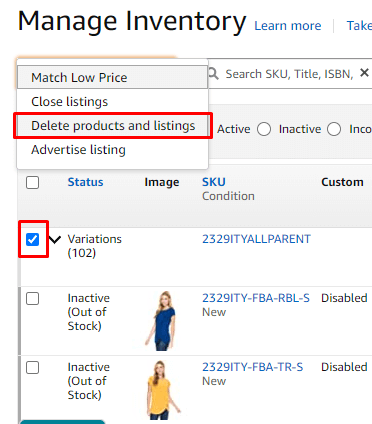 Manage Inventory Learn more | Take
Match Low Price
Close listings
Delete products and listings
Advertise listing
Search SKU, Title, ISBN,
Active Inactive Inco
Status Image SKU Custom
Condition
Variations 2329ITYALLPARENT
(102)
Inactive 2329ITY-FBA-RBL-S Disabled
(Out of New
Stock)
Inactive 2329ITY-FBA-TR-S Disabled
(Out of New
Stock)